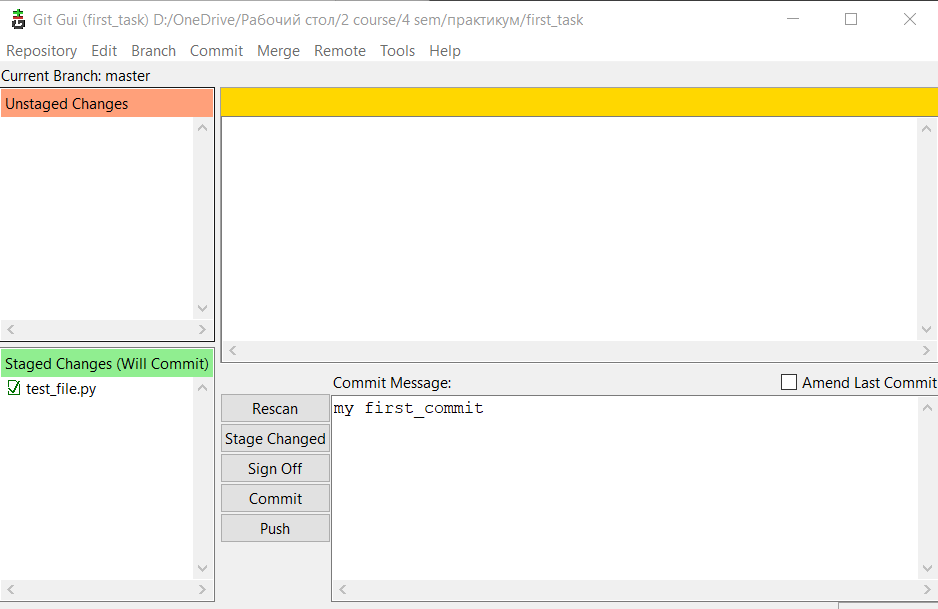 Git Gui (first_task) D:/OneDrive/Рабочий стол/2 course/4 sem/практикум/first_task
Repository Edit Branch Commit Merge Remote Tools Help
Current Branch: master
Unstaged Changes
Staged Changes (Will Commit)
test_file.py
Commit Message:
Amend Last Commit
Rescan
Stage Changed
Sign Off
Commit
Push
my first_commit